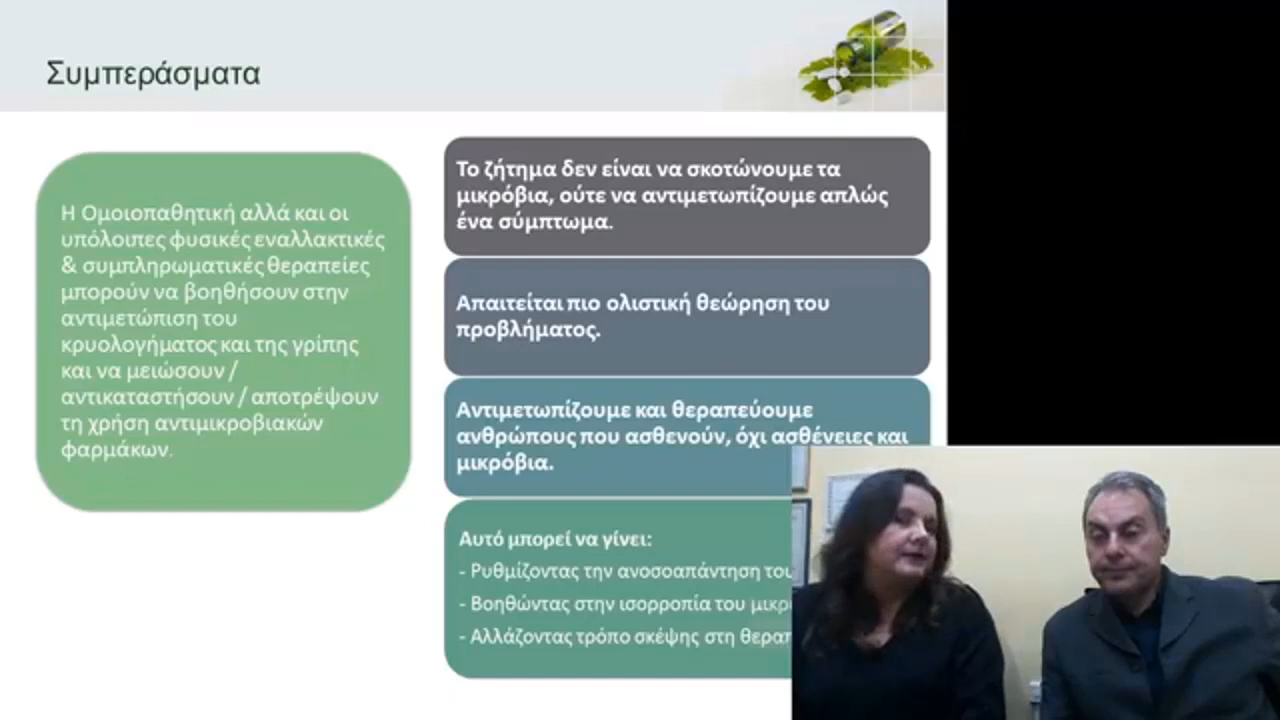 Συμπεράσματα
Η Ομοιοπαθητική αλλά και οι
υπόλοιπες φυσικές εναλλακτικές
& συμπληρωματικές θεραπείες
μπορούν να βοηθήσουν στην
αντιμετώπιση του
κρυολογήματος και της γρίπης
και να μειώσουν /
αντικαταστήσουν / αποτρέψουν
τη χρήση αντιμικροβιακών
φαρμάκων.
Το ζήτημα δεν είναι να σκοτώνουμε τα
μικρόβια, ούτε να αντιμετωπίζουμε απλώς
ένα σύμπτωμα.
Απαιτείται πιο ολιστική θεώρηση του
προβλήματος.
Αντιμετωπίζουμε και θεραπεύουμε
ανθρώπους που ασθενούν, όχι ασθένειες και
μικρόβια.
Αυτό μπορεί να γίνει:
- Ρυθμίζοντας την ανοσοαπάντηση του
- Βοηθώντας στην ισορροπία του
- Αλλάζοντας τρόπο σκέψης στη